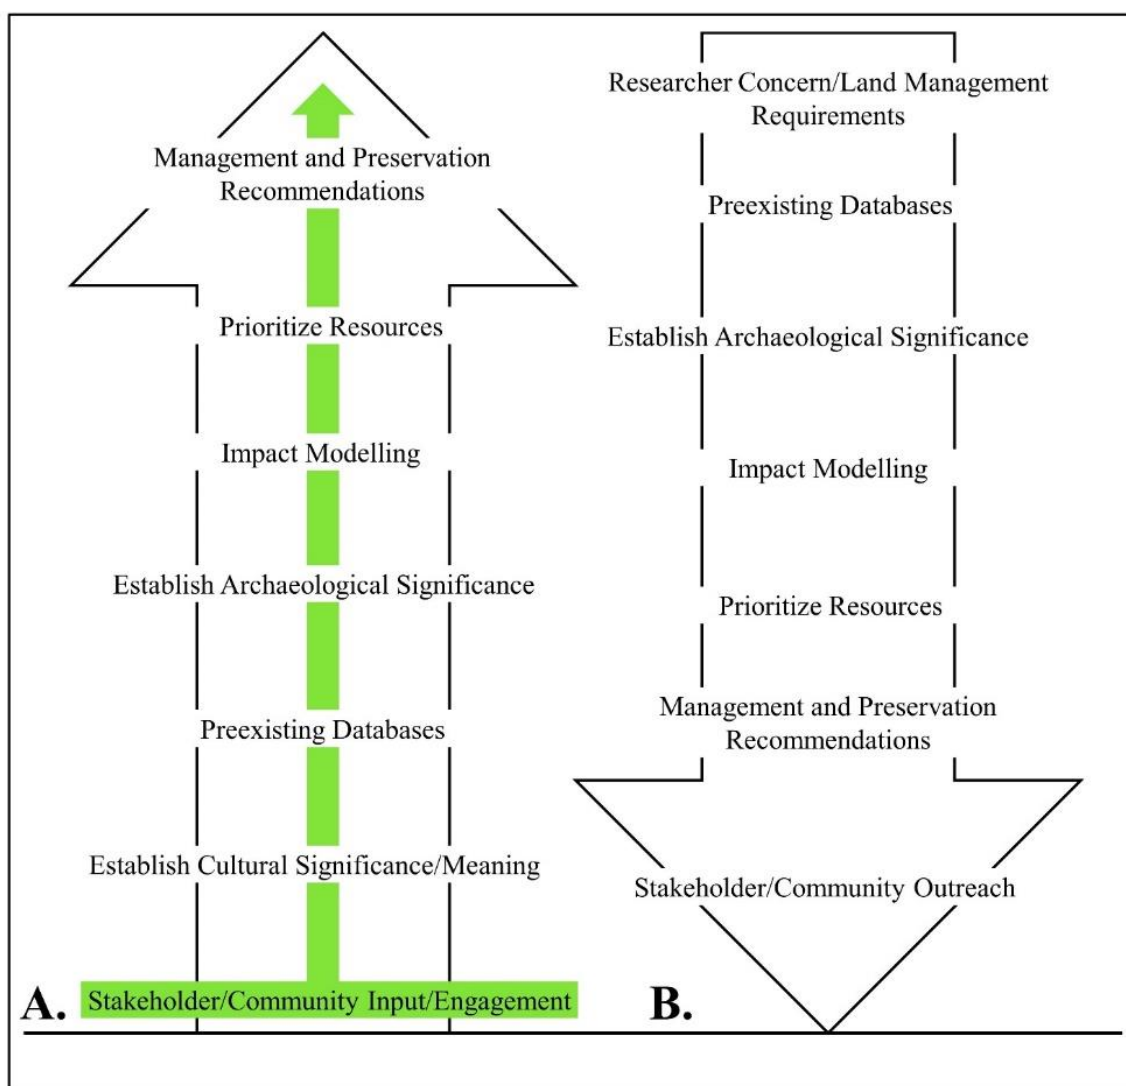 Management and Preservation
Recommendations
Prioritize Resources
Impact Modelling
Establish Archaeological Significance
Preexisting Databases
Establish Cultural Significance/Meaning
A.
Stakeholder/Community Input/Engagement
Researcher Concern/Land Management
Requirements
Preexisting Databases
Establish Archaeological Significance
Impact Modelling
Prioritize Resources
Management and Preservation
Recommendations
Stakeholder/Community Outreach
B.